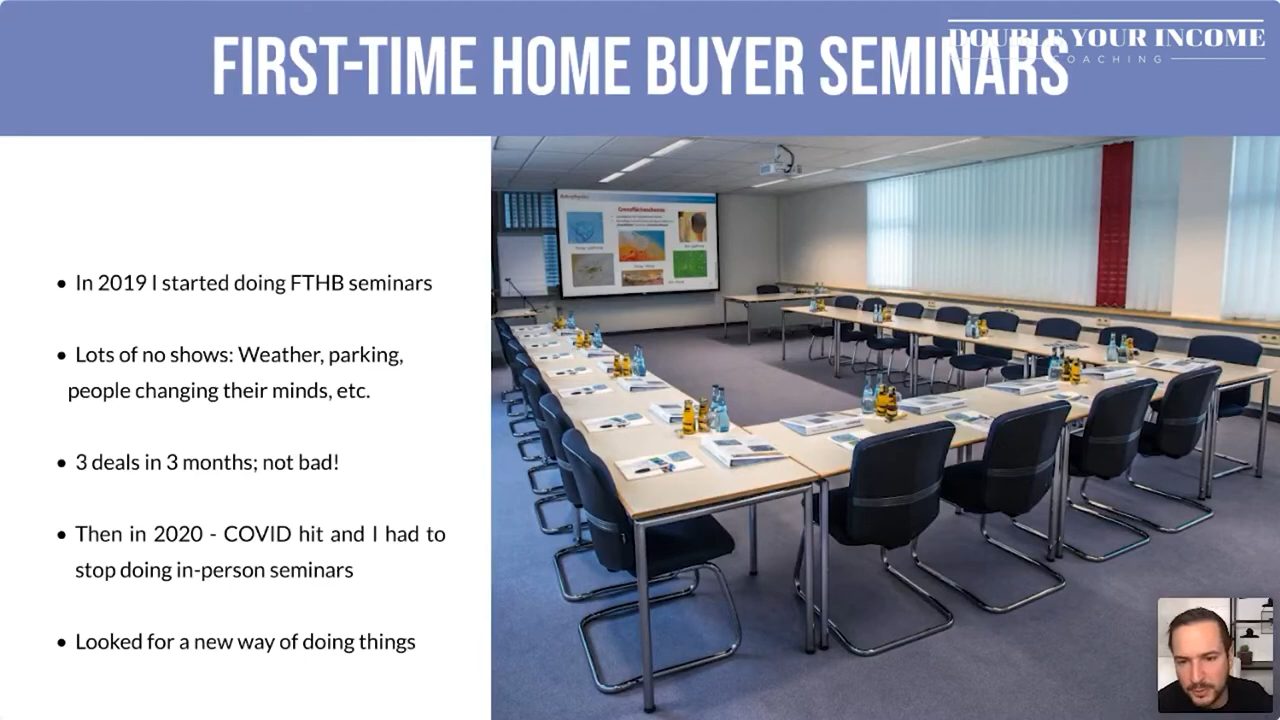 FIRST-TIME HOME BUYER SEMINARS
DOUBLE YOUR INCOME
COACHING
• In 2019 I started doing FTHB seminars
• Lots of no shows: Weather, parking,
people changing their minds, etc.
• 3 deals in 3 months; not bad!
• Then in 2020 - COVID hit and I had to
stop doing in-person seminars
• Looked for a new way of doing things